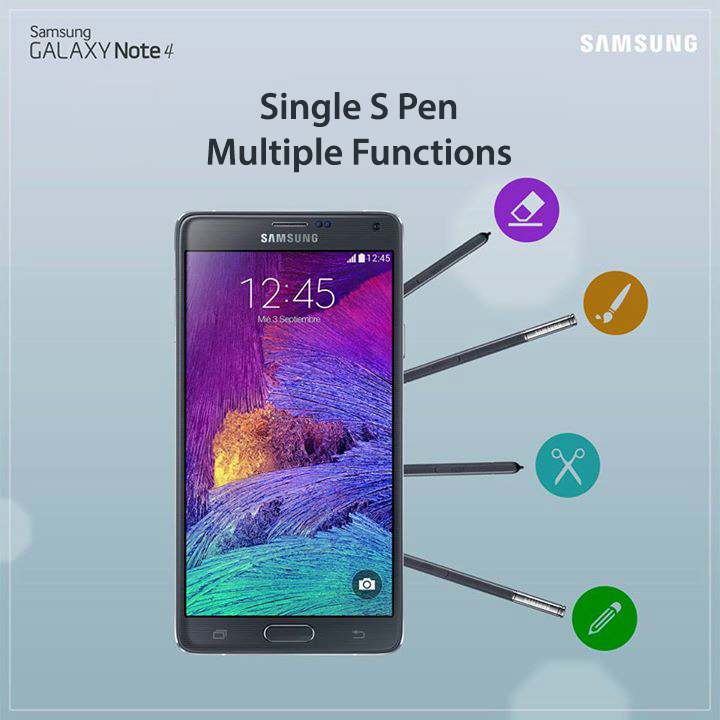 Samsung
GALAXY Note 4
SAMSUNG
Single S Pen
Multiple Functions
SAMSUNG
12:45
12:45
Mié 3 Septiembre